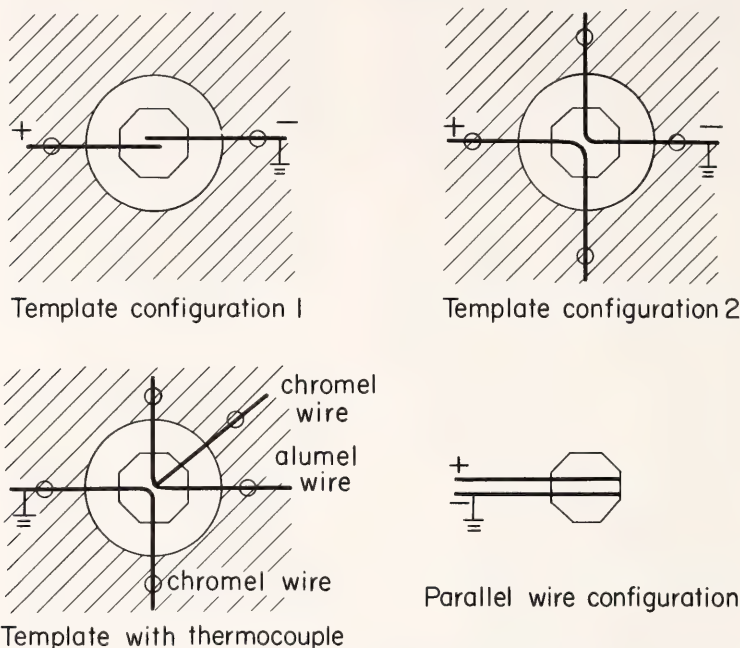 +
−
Template configuration 1
+
−
Template configuration 2
chromel
wire
alumel
wire
chromel wire
Template with thermocouple
+
−
Parallel wire configuration